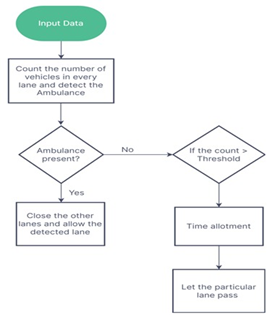 Input Data
Count the number of
vehicles in every
lane and detect the
Ambulance
Ambulance
present?
No
If the count >
Threshold
Yes
Close the other
lanes and allow the
detected lane
Time allotment
Let the particular
lane pass